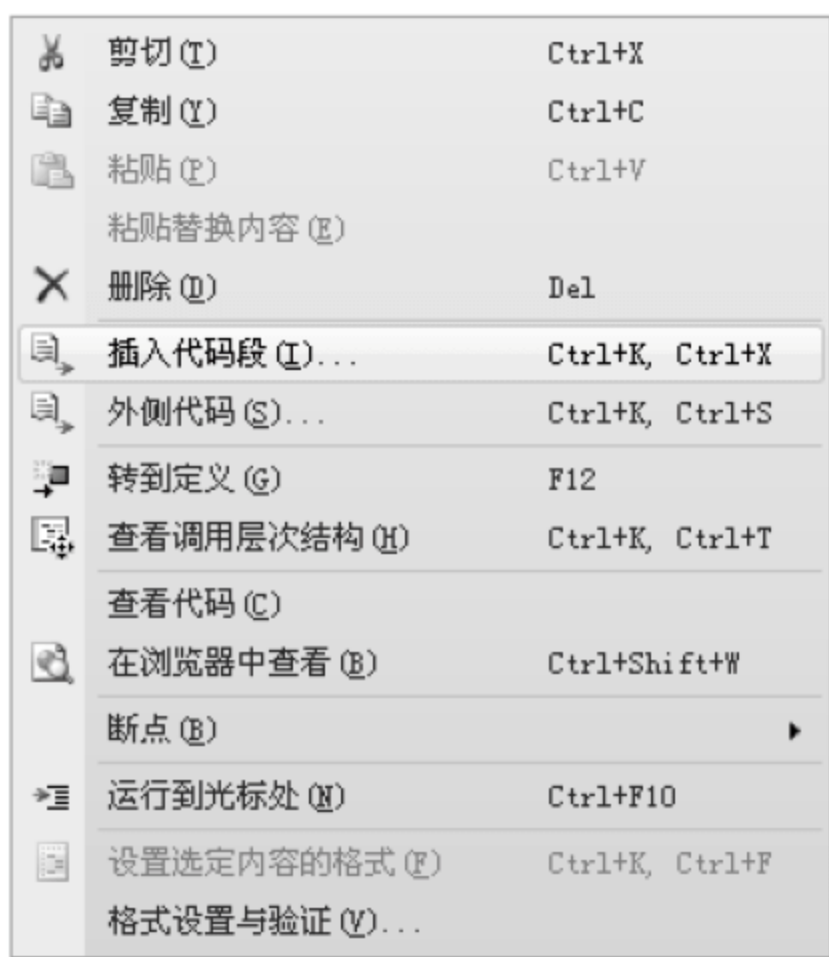 剪切(T) Ctrl+X
复制(Y) Ctrl+C
粘贴(P) Ctrl+V
粘贴替换内容(E)
删除(D) Del
插入代码段(I)... Ctrl+K, Ctrl+X
外侧代码(S)... Ctrl+K, Ctrl+S
转到定义(G) F12
查看调用层次结构(H) Ctrl+K, Ctrl+T
查看代码(C)
在浏览器中查看(B) Ctrl+Shift+W
断点(B)
运行到光标处(N) Ctrl+F10
设置选定内容的格式(F) Ctrl+K, Ctrl+F
格式设置与验证(V)...